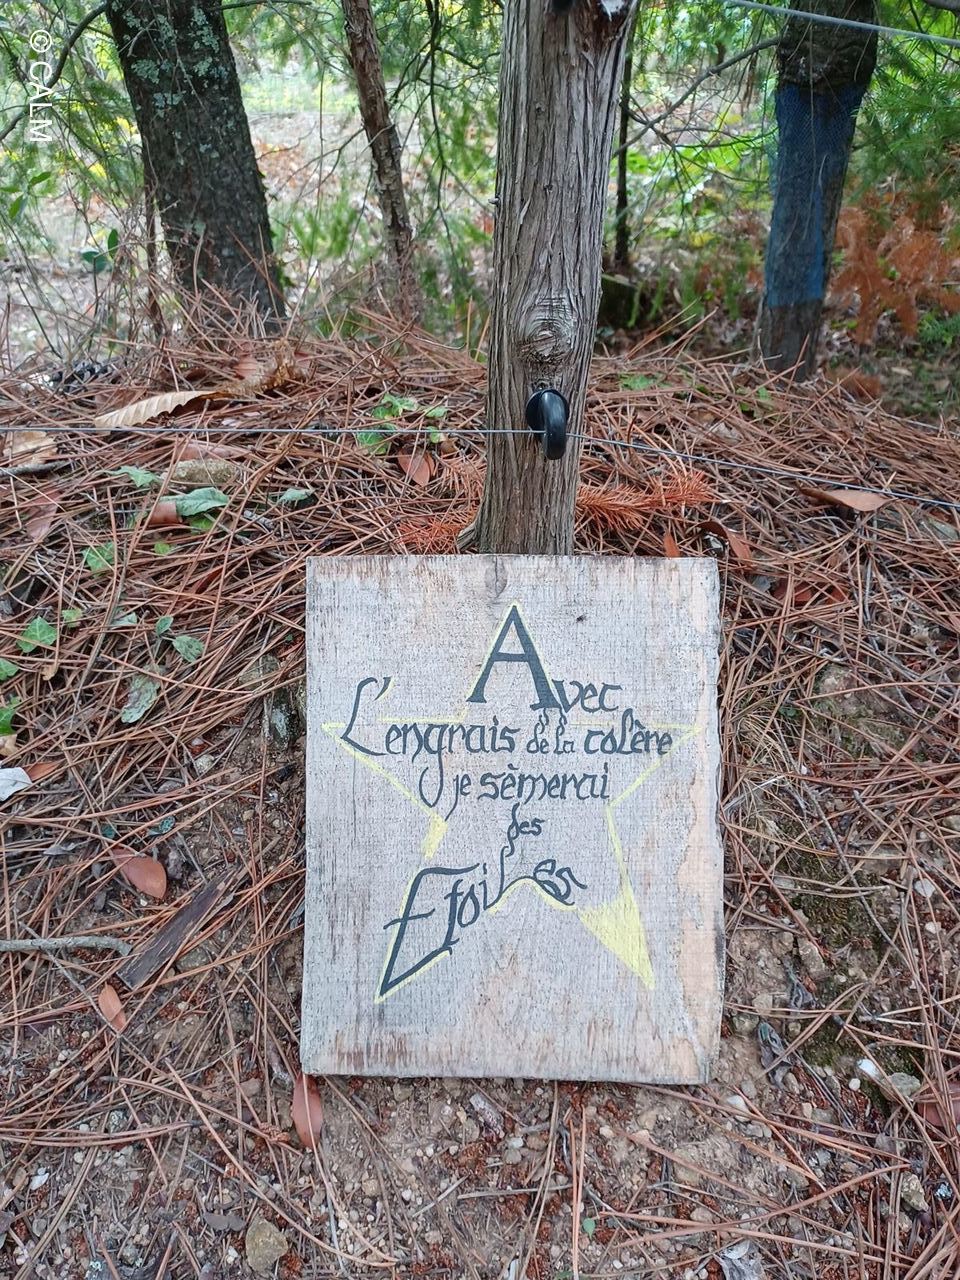 © CALM
Avec
L'engrais de la colère
je sèmerai
des
Etoiles